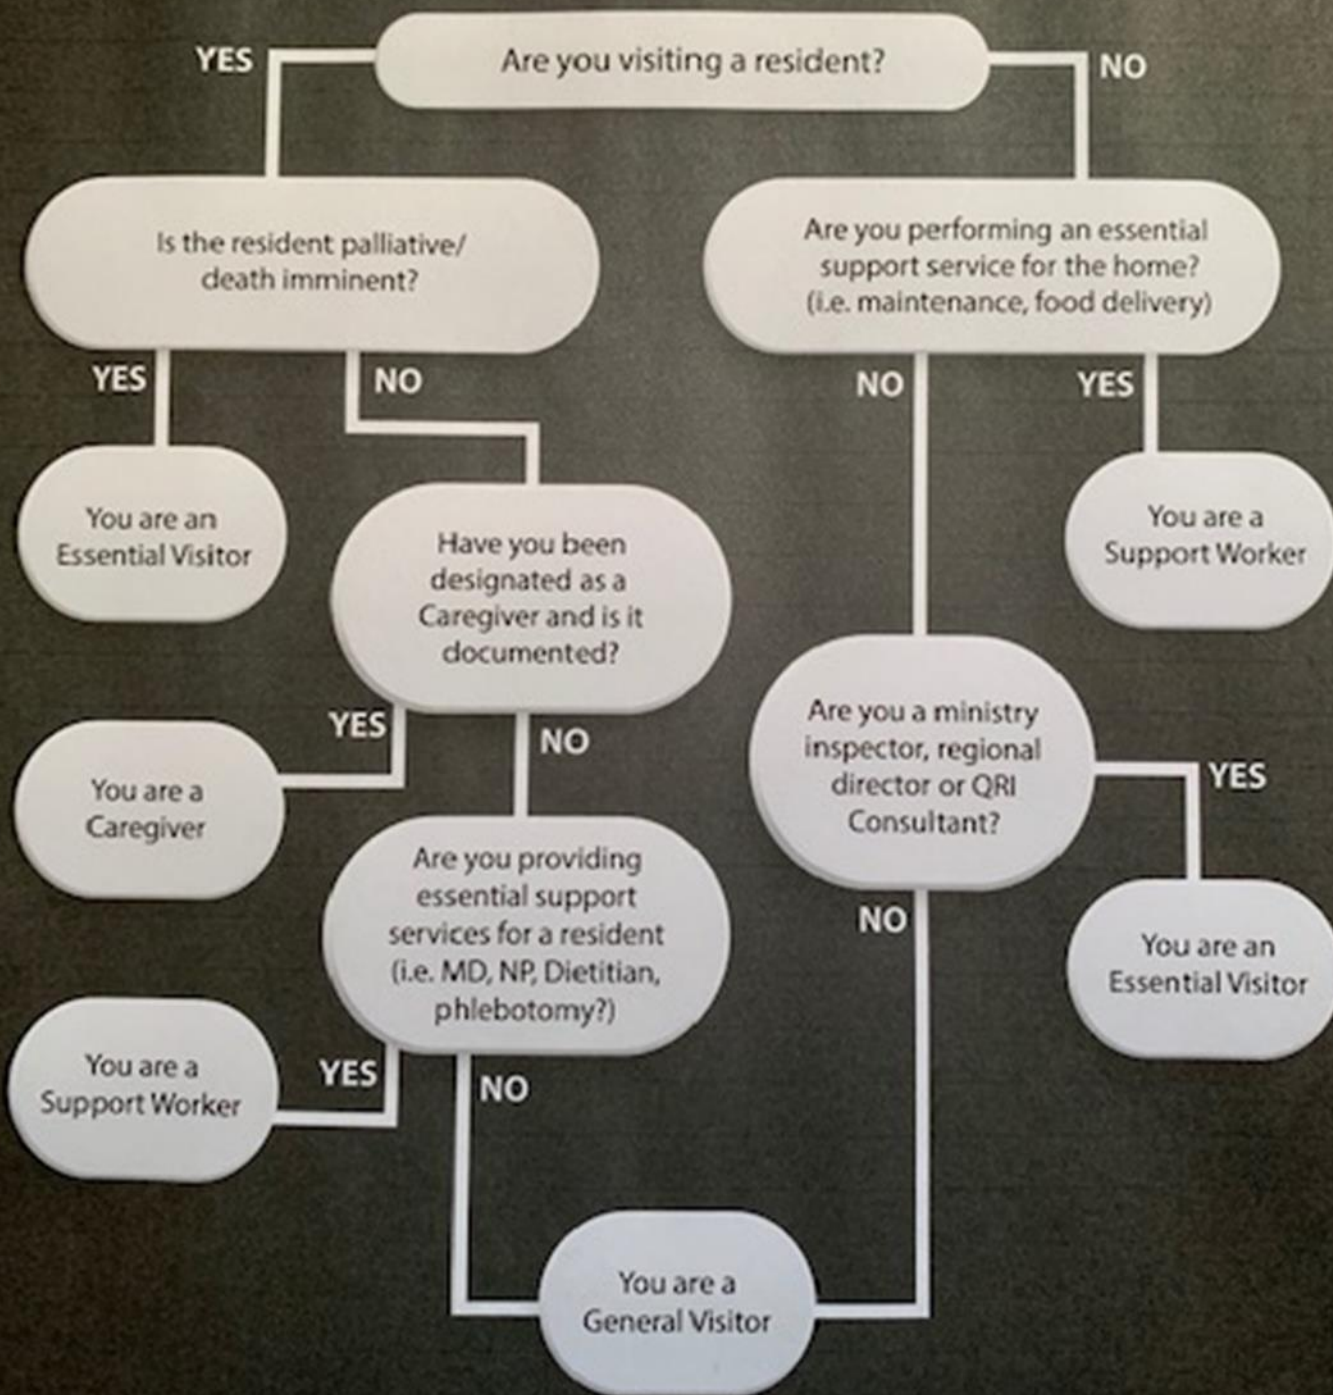 Are you visiting a resident?
YES
NO
Is the resident palliative/
death imminent?
Are you performing an essential
support service for the home?
(i.e. maintenance, food delivery)
YES
NO
NO
YES
You are an
Essential Visitor
Have you been
designated as a
Caregiver and is it
documented?
You are a
Support Worker
YES
NO
You are a
Caregiver
Are you a ministry
inspector, regional
director or QRI
Consultant?
YES
Are you providing
essential support
services for a resident
(i.e. MD, NP, Dietitian,
phlebotomy?)
NO
You are an
Essential Visitor
You are a
Support Worker
YES
NO
You are a
General Visitor